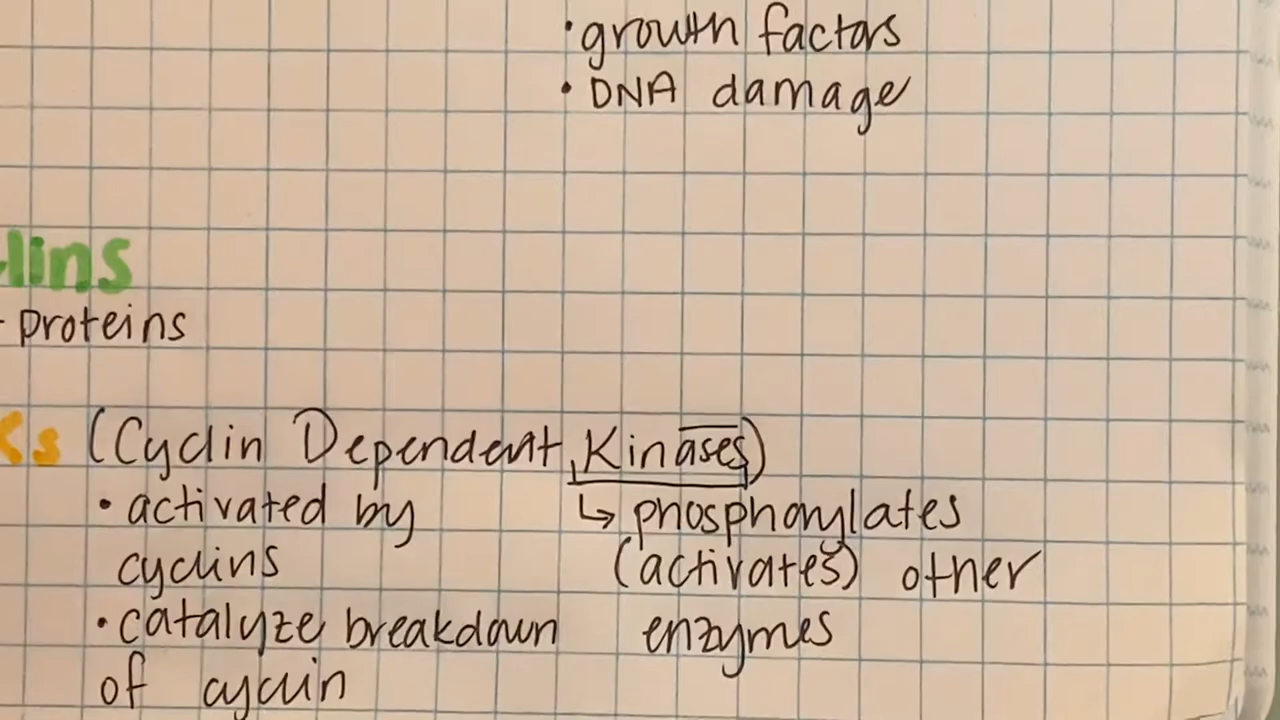 • growth factors
• DNA damage
lins
- proteins
Ks (Cyclin Dependent Kinases)
• activated by
cyclins
• catalyze breakdown
of cyclin
↳ phosphorylates
(activates) other
enzymes